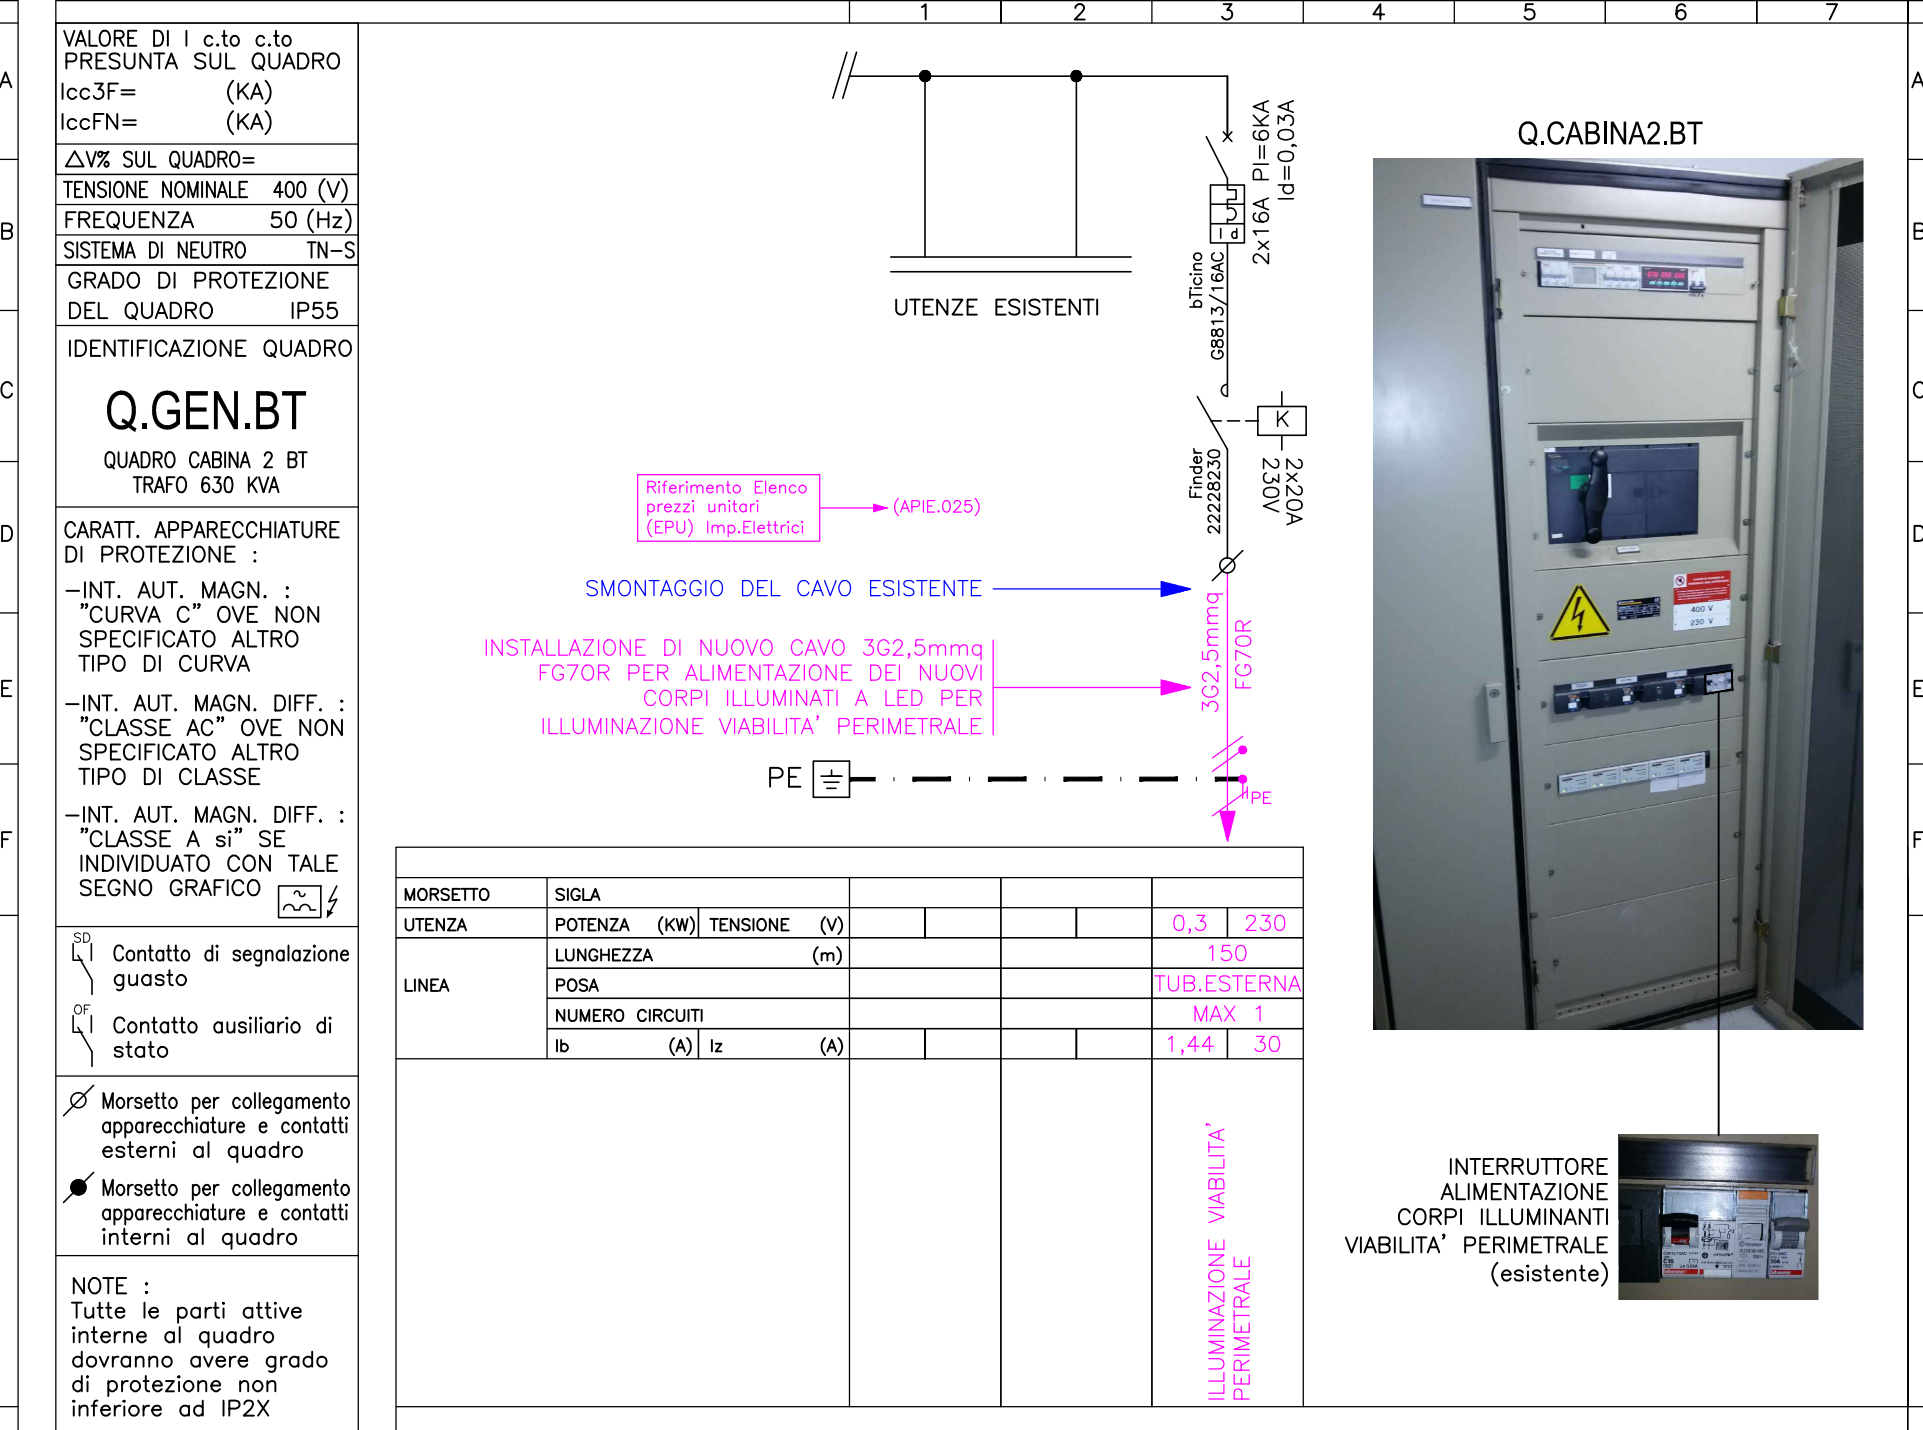 1 2 3 4 5 6 7
A
B
C
D
E
F
A
B
C
D
E
F
VALORE DI I c.to c.to
PRESUNTA SUL QUADRO
Icc3F= (KA)
IccFN= (KA)
△V% SUL QUADRO=
TENSIONE NOMINALE 400 (V)
FREQUENZA 50 (Hz)
SISTEMA DI NEUTRO TN-S
GRADO DI PROTEZIONE
DEL QUADRO IP55
IDENTIFICAZIONE QUADRO
Q.GEN.BT
QUADRO CABINA 2 BT
TRAFO 630 KVA
CARATT. APPARECCHIATURE
DI PROTEZIONE :
-INT. AUT. MAGN. :
"CURVA C" OVE NON
SPECIFICATO ALTRO
TIPO DI CURVA
-INT. AUT. MAGN. DIFF. :
"CLASSE AC" OVE NON
SPECIFICATO ALTRO
TIPO DI CLASSE
-INT. AUT. MAGN. DIFF. :
"CLASSE A si" SE
INDIVIDUATO CON TALE
SEGNO GRAFICO
SD
Contatto di segnalazione
guasto
OF
Contatto ausiliario di
stato
Morsetto per collegamento
apparecchiature e contatti
esterni al quadro
Morsetto per collegamento
apparecchiature e contatti
interni al quadro
NOTE :
Tutte le parti attive
interne al quadro
dovranno avere grado
di protezione non
inferiore ad IP2X
UTENZE ESISTENTI
2x16A PI=6KA
Id=0,03A
Id
bTicino
G8813/16AC
K
Finder
22228230
2x20A
230V
Riferimento Elenco
prezzi unitari
(EPU) Imp.Elettrici
(APIE.025)
SMONTAGGIO DEL CAVO ESISTENTE
INSTALLAZIONE DI NUOVO CAVO 3G2,5mmq
FG7OR PER ALIMENTAZIONE DEI NUOVI
CORPI ILLUMINATI A LED PER
ILLUMINAZIONE VIABILITA' PERIMETRALE
3G2,5mmq
FG7OR
PE
PE
MORSETTO SIGLA
UTENZA POTENZA (KW) TENSIONE (V) 0,3 230
LINEA
LUNGHEZZA (m) 150
POSA TUB.ESTERNA
NUMERO CIRCUITI MAX 1
Ib (A) Iz (A) 1,44 30
ILLUMINAZIONE VIABILITA'
PERIMETRALE
Q.CABINA2.BT
400 V
230 V
INTERRUTTORE
ALIMENTAZIONE
CORPI ILLUMINANTI
VIABILITA' PERIMETRALE
(esistente)
C16
20A